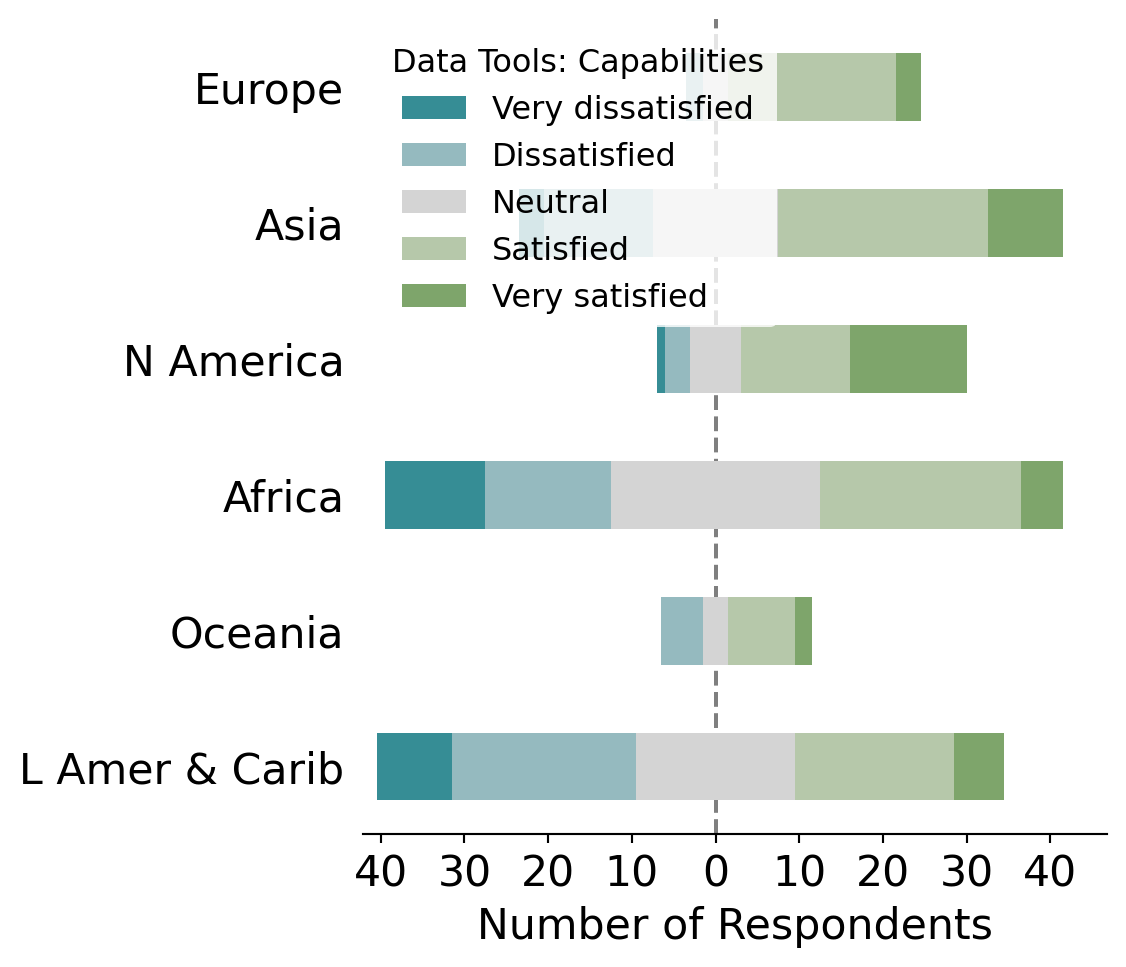 Data Tools: Capabilities
Very dissatisfied
Dissatisfied
Neutral
Satisfied
Very satisfied
Europe
Asia
N America
Africa
Oceania
L Amer & Carib
40 30 20 10 0 10 20 30 40
Number of Respondents